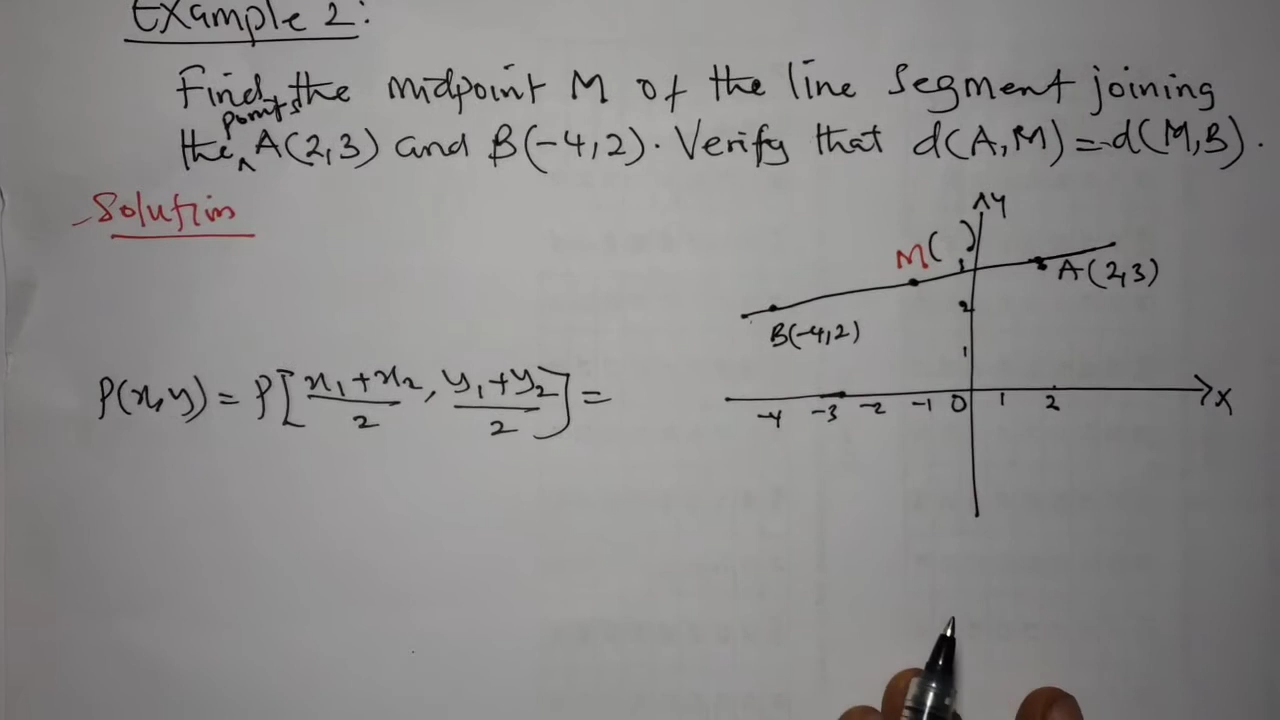 Example 2:
Find the midpoint M of the line segment joining
points
the ^ A(2,3) and B(-4,2). Verify that d(A,M)=d(M,B).
Solution
y
M( , )
3
A(2,3)
2
B(-4,2)
1
P(x,y) = P[x₁+x₂/2, y₁+y₂/2] =
-4 -3 -2 -1 0 1 2 X